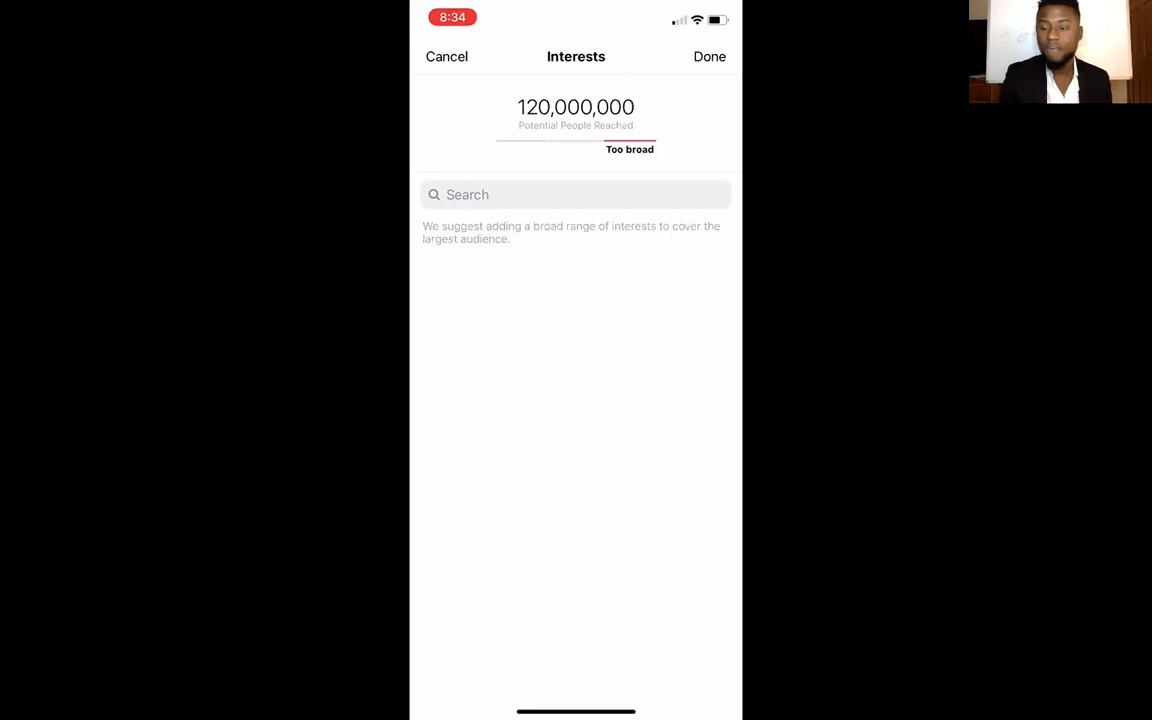 8:34
Cancel
Interests
Done
120,000,000
Potential People Reached
Too broad
Search
We suggest adding a broad range of interests to cover the
largest audience.